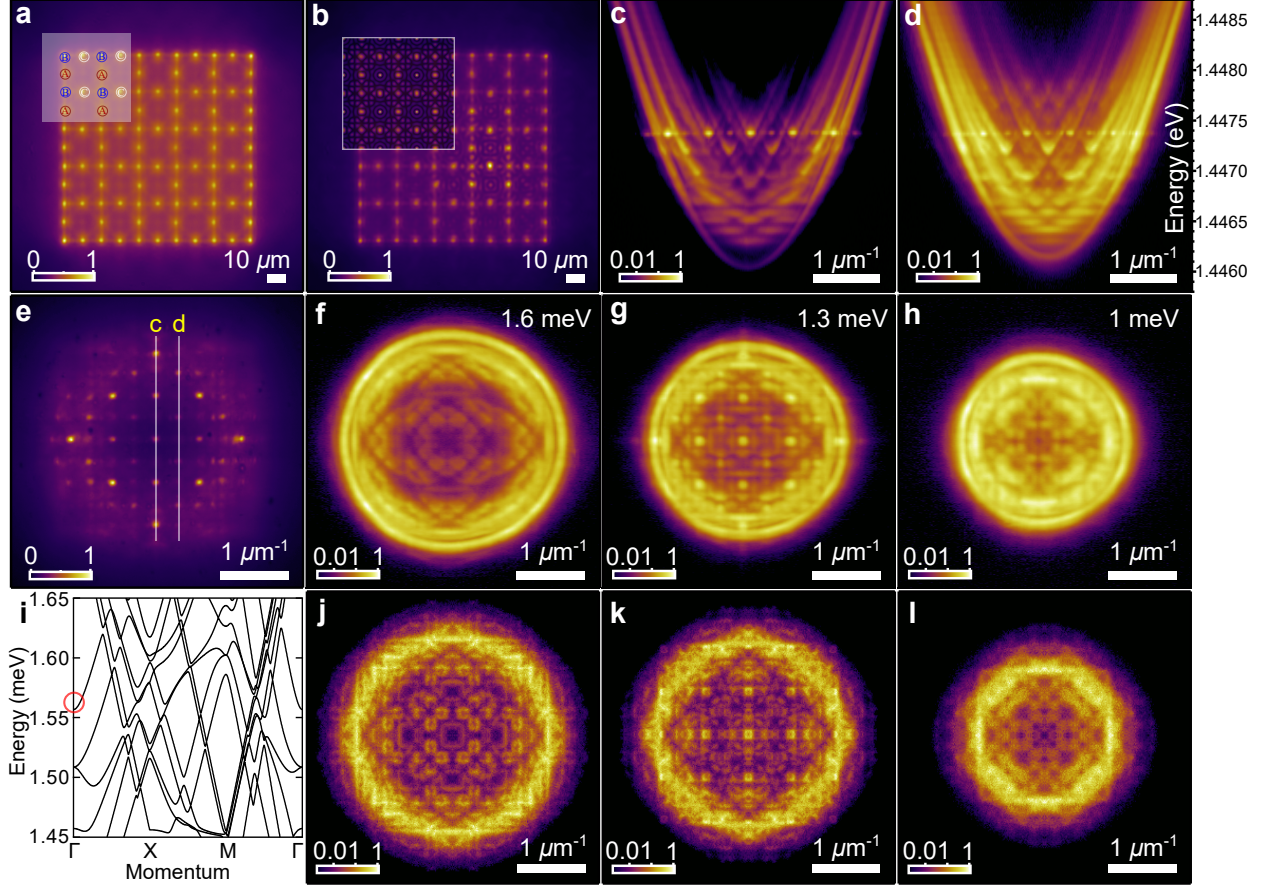 a
B C B C
A A
B C B C
A A
0 1
10 µm
b
0 1
10 µm
c
0.01 1
1 µm-1
d
0.01 1
1 µm-1
1.4485
1.4480
1.4475
1.4470
1.4465
1.4460
Energy (eV)
e
c d
0 1
1 µm-1
f
1.6 meV
0.01 1
1 µm-1
g
1.3 meV
0.01 1
1 µm-1
h
1 meV
0.01 1
1 µm-1
i
1.65
1.60
1.55
1.50
1.45
Energy (meV)
Γ X M Γ
Momentum
j
0.01 1
1 µm-1
k
0.01 1
1 µm-1
l
0.01 1
1 µm-1